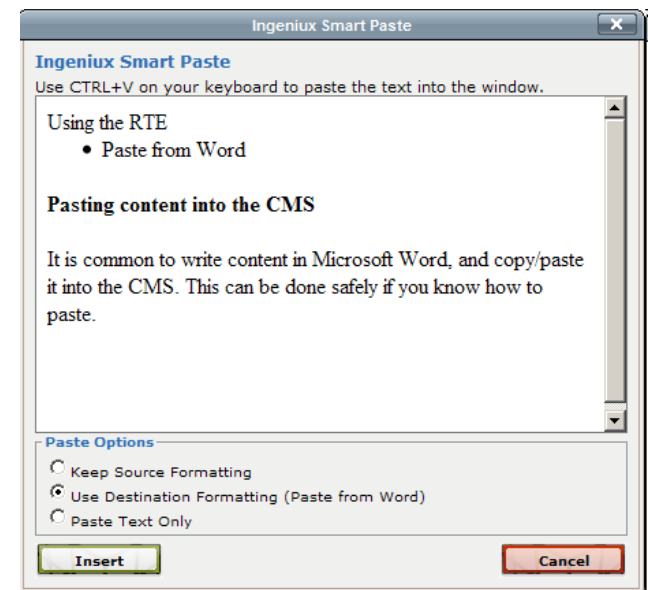 Ingeniux Smart Paste
Ingeniux Smart Paste
Use CTRL+V on your keyboard to paste the text into the window.
Using the RTE
• Paste from Word
Pasting content into the CMS
It is common to write content in Microsoft Word, and copy/paste
it into the CMS. This can be done safely if you know how to
paste.
Paste Options
Keep Source Formatting
Use Destination Formatting (Paste from Word)
Paste Text Only
Insert
Cancel